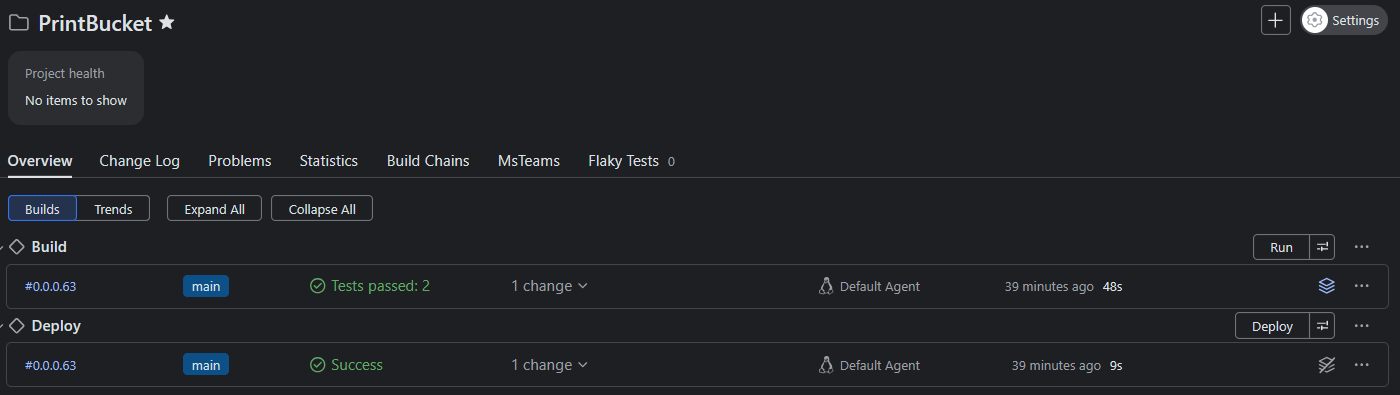 PrintBucket
Settings
Project health
No items to show
Overview Change Log Problems Statistics Build Chains MsTeams Flaky Tests 0
Builds Trends Expand All Collapse All
Build Run
#0.0.0.63 main Tests passed: 2 1 change Default Agent 39 minutes ago 48s
Deploy Deploy
#0.0.0.63 main Success 1 change Default Agent 39 minutes ago 9s